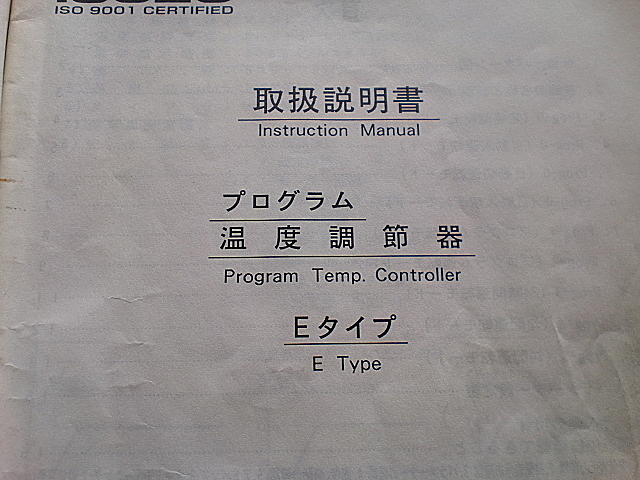 ISO 9001 CERTIFIED
取扱説明書
Instruction Manual
プログラム
温度調節器
Program Temp. Controller
Eタイプ
E Type